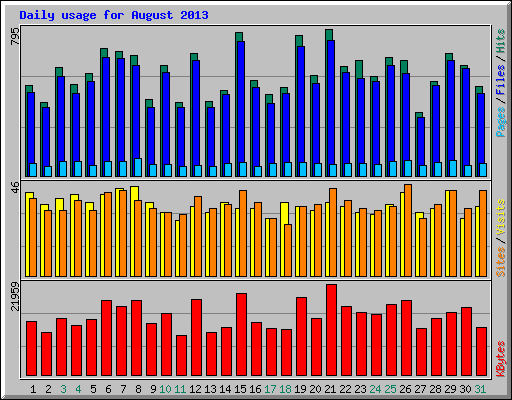 Daily usage for August 2013
795
Pages / Files / Hits
46
Sites / Visits
21959
KBytes
1 2 3 4 5 6 7 8 9 10 11 12 13 14 15 16 17 18 19 20 21 22 23 24 25 26 27 28 29 30 31